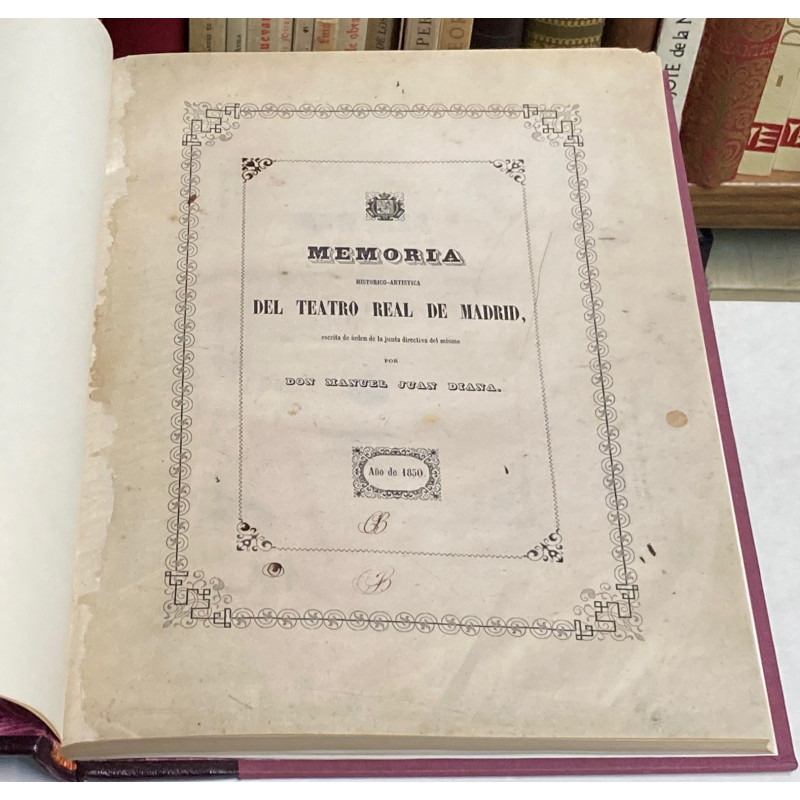 MEMORIA
HISTORICO-ARTISTICA
DEL TEATRO REAL DE MADRID,
escrita de órden de la junta directiva del mismo
POR
DON MANUEL JUAN DIANA.
Año de 1850